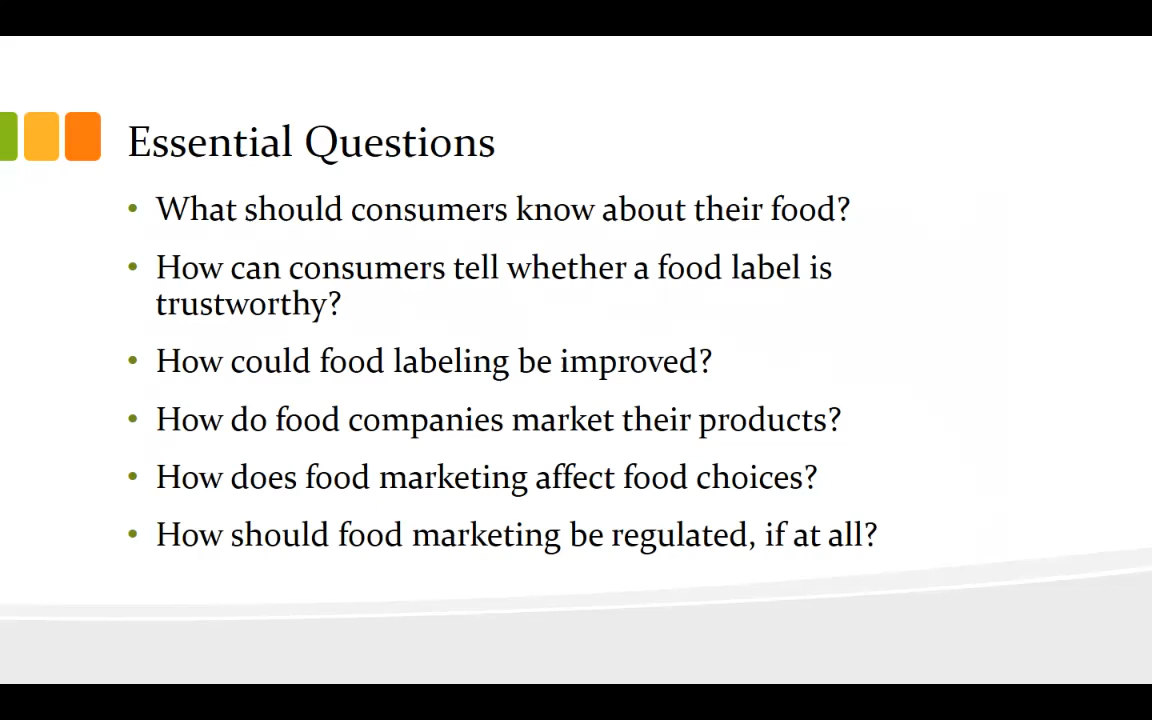 Essential Questions
• What should consumers know about their food?
• How can consumers tell whether a food label is
trustworthy?
• How could food labeling be improved?
• How do food companies market their products?
• How does food marketing affect food choices?
• How should food marketing be regulated, if at all?